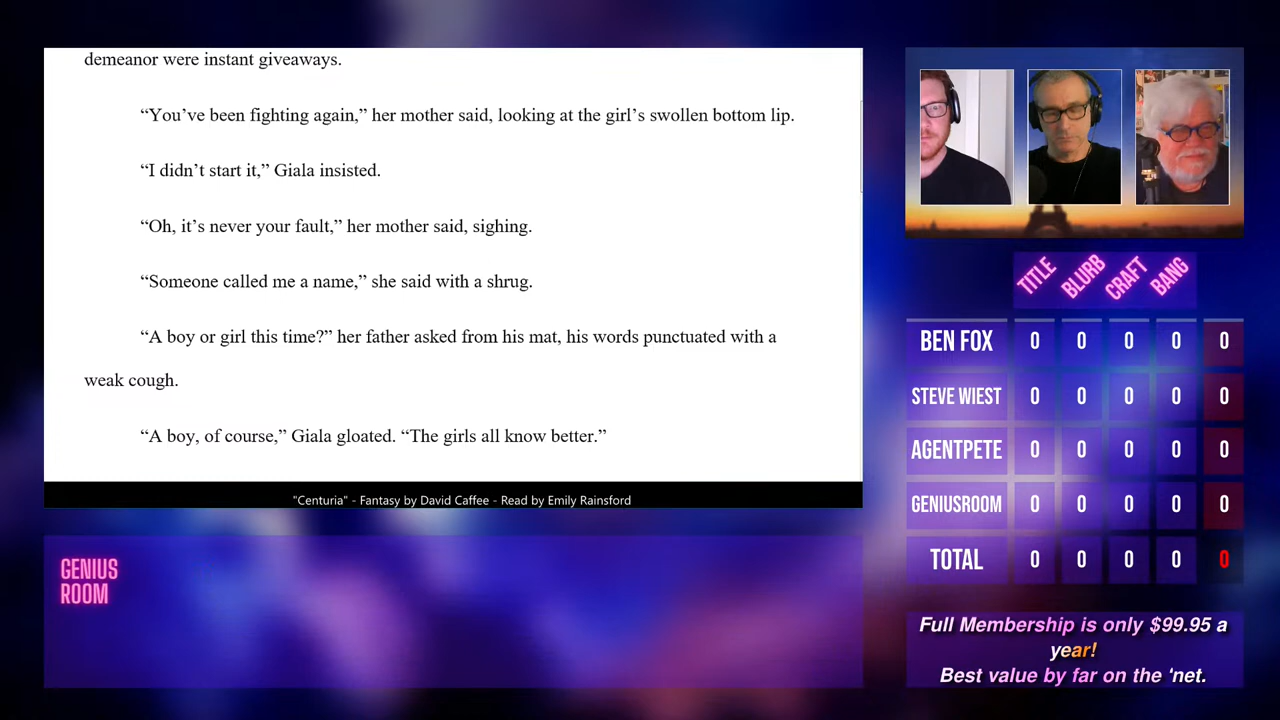 demeanor were instant giveaways.
“You’ve been fighting again,” her mother said, looking at the girl’s swollen bottom lip.
“I didn’t start it,” Giala insisted.
“Oh, it’s never your fault,” her mother said, sighing.
“Someone called me a name,” she said with a shrug.
“A boy or girl this time?” her father asked from his mat, his words punctuated with a
weak cough.
“A boy, of course,” Giala gloated. “The girls all know better.”
"Centuria" - Fantasy by David Caffee - Read by Emily Rainsford
GENIUS
ROOM
TITLE BLURB CRAFT BANG
BEN FOX 0 0 0 0 0
STEVE WIEST 0 0 0 0 0
AGENTPETE 0 0 0 0 0
GENIUSROOM 0 0 0 0 0
TOTAL 0 0 0 0 0
Full Membership is only $99.95 a
year!
Best value by far on the ‘net.